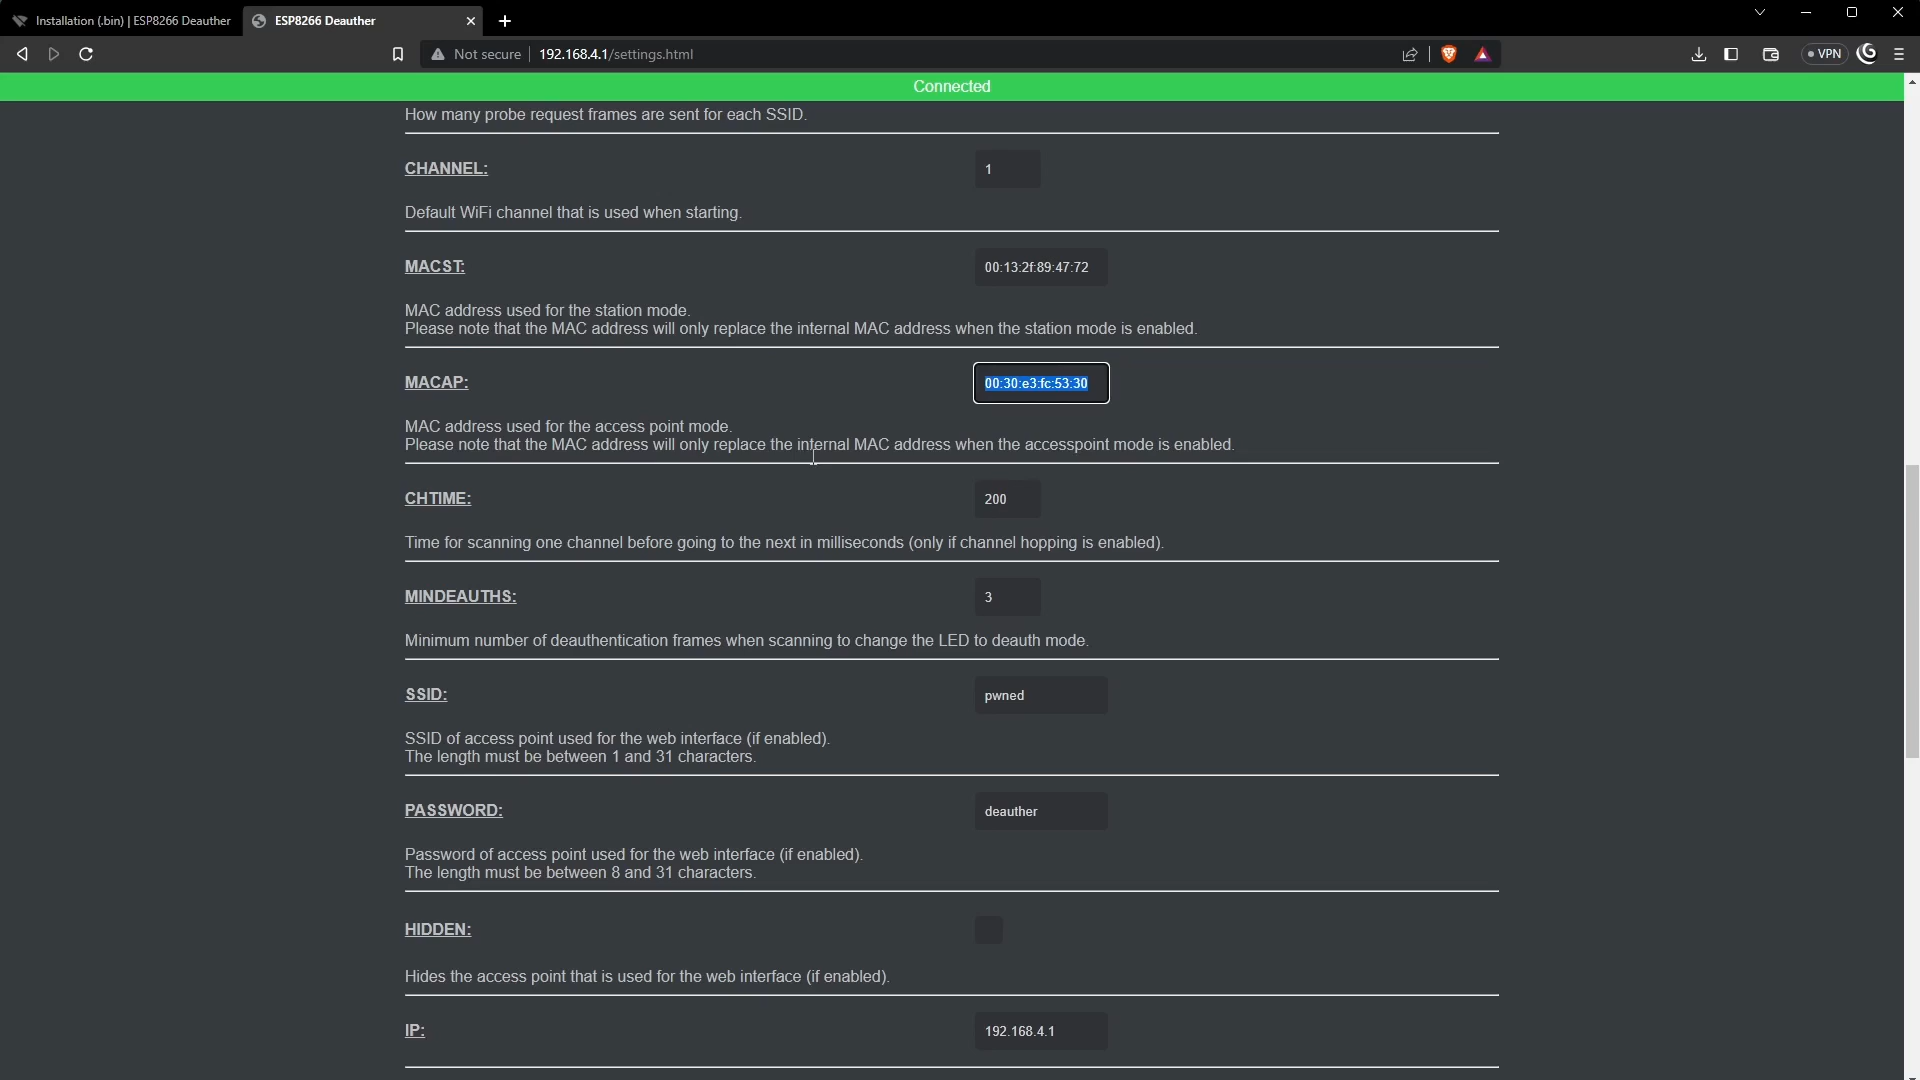 Installation (.bin) | ESP8266 Deauther
ESP8266 Deauther
Not secure
192.168.4.1/settings.html
VPN
Connected
How many probe request frames are sent for each SSID.
CHANNEL:
1
Default WiFi channel that is used when starting.
MACST:
00:13:2f:89:47:72
MAC address used for the station mode.
Please note that the MAC address will only replace the internal MAC address when the station mode is enabled.
MACAP:
00:30:e3:fc:53:30
MAC address used for the access point mode.
Please note that the MAC address will only replace the internal MAC address when the accesspoint mode is enabled.
CHTIME:
200
Time for scanning one channel before going to the next in milliseconds (only if channel hopping is enabled).
MINDEAUTHS:
3
Minimum number of deauthentication frames when scanning to change the LED to deauth mode.
SSID:
pwned
SSID of access point used for the web interface (if enabled).
The length must be between 1 and 31 characters.
PASSWORD:
deauther
Password of access point used for the web interface (if enabled).
The length must be between 8 and 31 characters.
HIDDEN:
Hides the access point that is used for the web interface (if enabled).
IP:
192.168.4.1